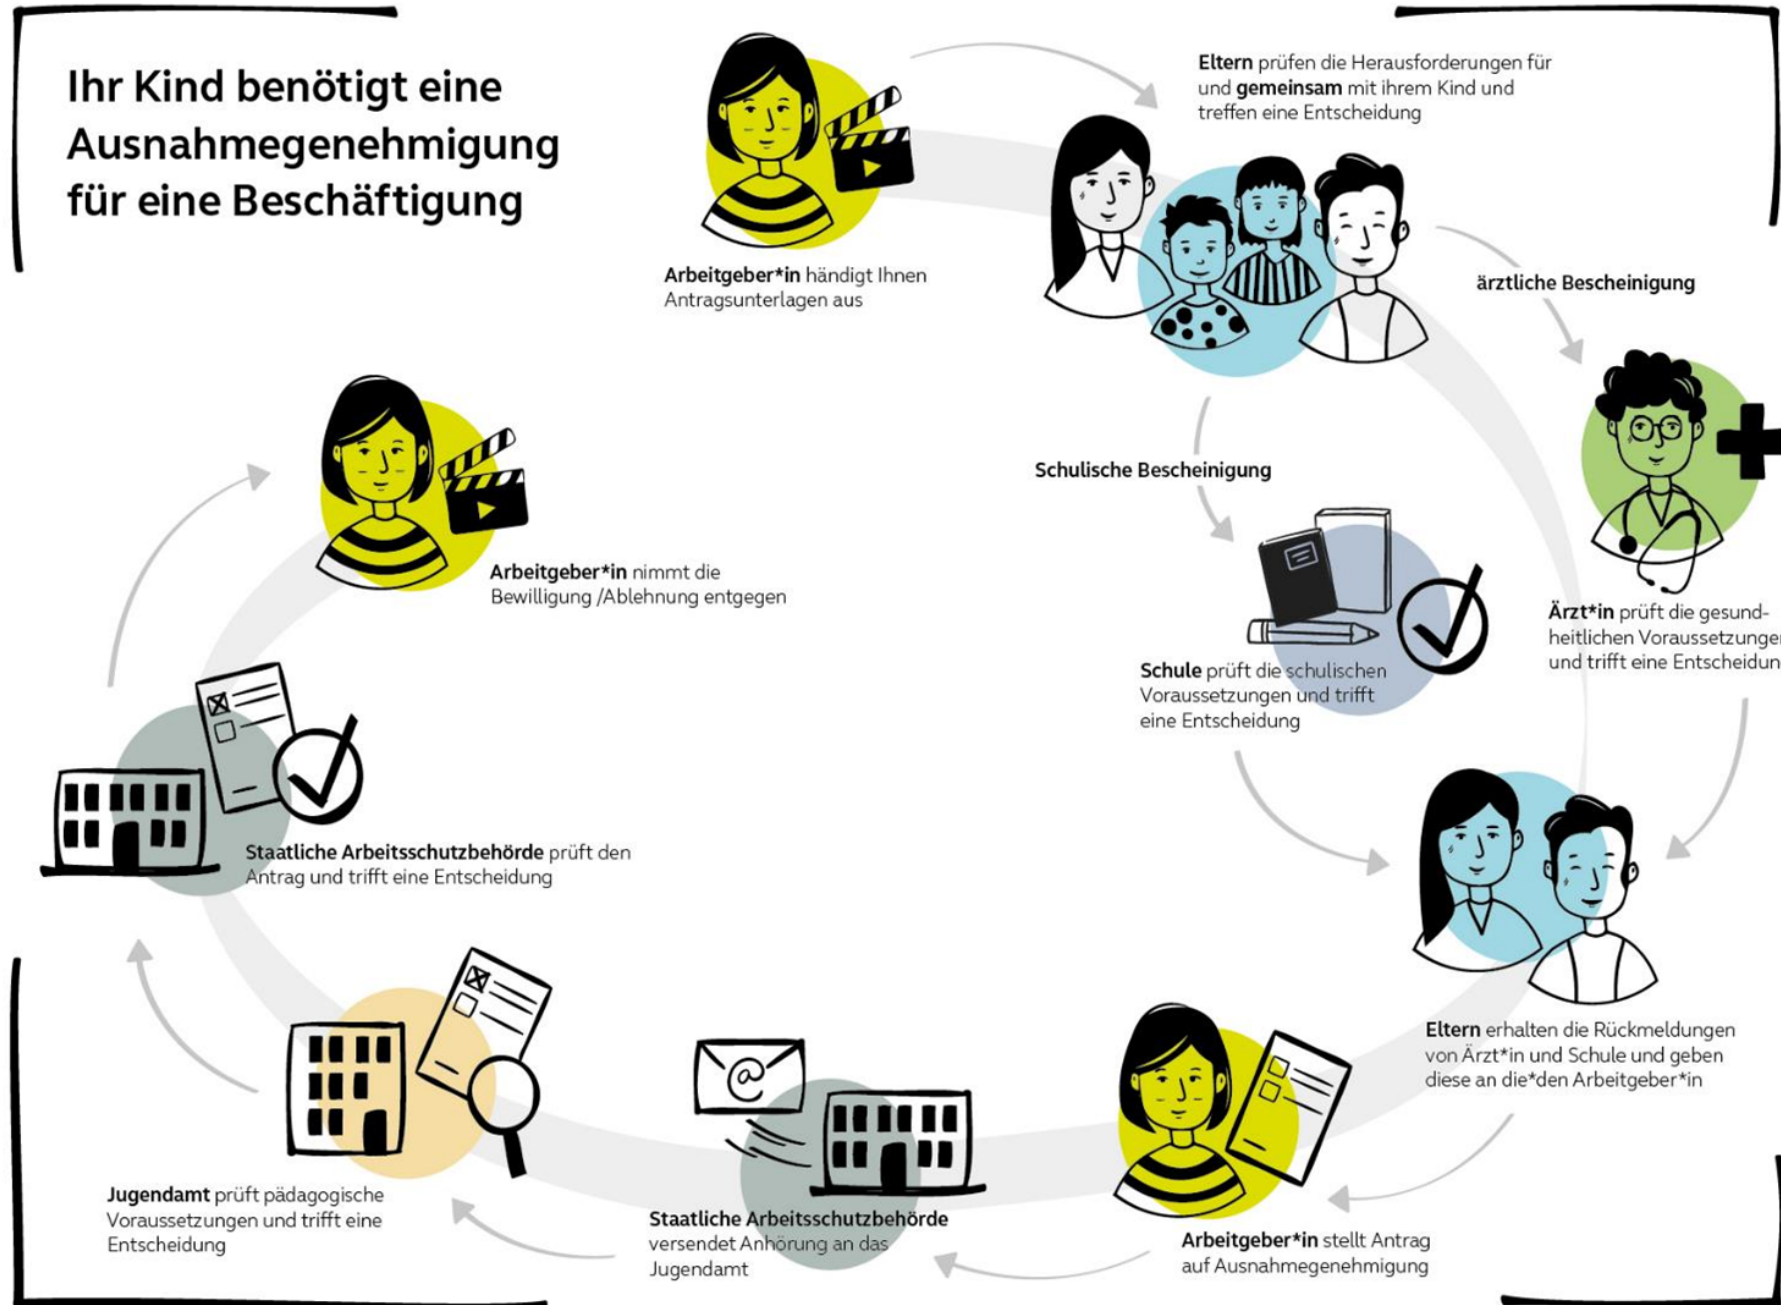 Ihr Kind benötigt eine
Ausnahmegenehmigung
für eine Beschäftigung
Arbeitgeber*in händigt Ihnen
Antragsunterlagen aus
Eltern prüfen die Herausforderungen für
und gemeinsam mit ihrem Kind und
treffen eine Entscheidung
ärztliche Bescheinigung
Schulische Bescheinigung
Ärzt*in prüft die gesund-
heitlichen Voraussetzungen
und trifft eine Entscheidun
Schule prüft die schulischen
Voraussetzungen und trifft
eine Entscheidung
Eltern erhalten die Rückmeldungen
von Ärzt*in und Schule und geben
diese an die*den Arbeitgeber*in
Arbeitgeber*in stellt Antrag
auf Ausnahmegenehmigung
@
Staatliche Arbeitsschutzbehörde
versendet Anhörung an das
Jugendamt
Jugendamt prüft pädagogische
Voraussetzungen und trifft eine
Entscheidung
Staatliche Arbeitsschutzbehörde prüft den
Antrag und trifft eine Entscheidung
Arbeitgeber*in nimmt die
Bewilligung /Ablehnung entgegen